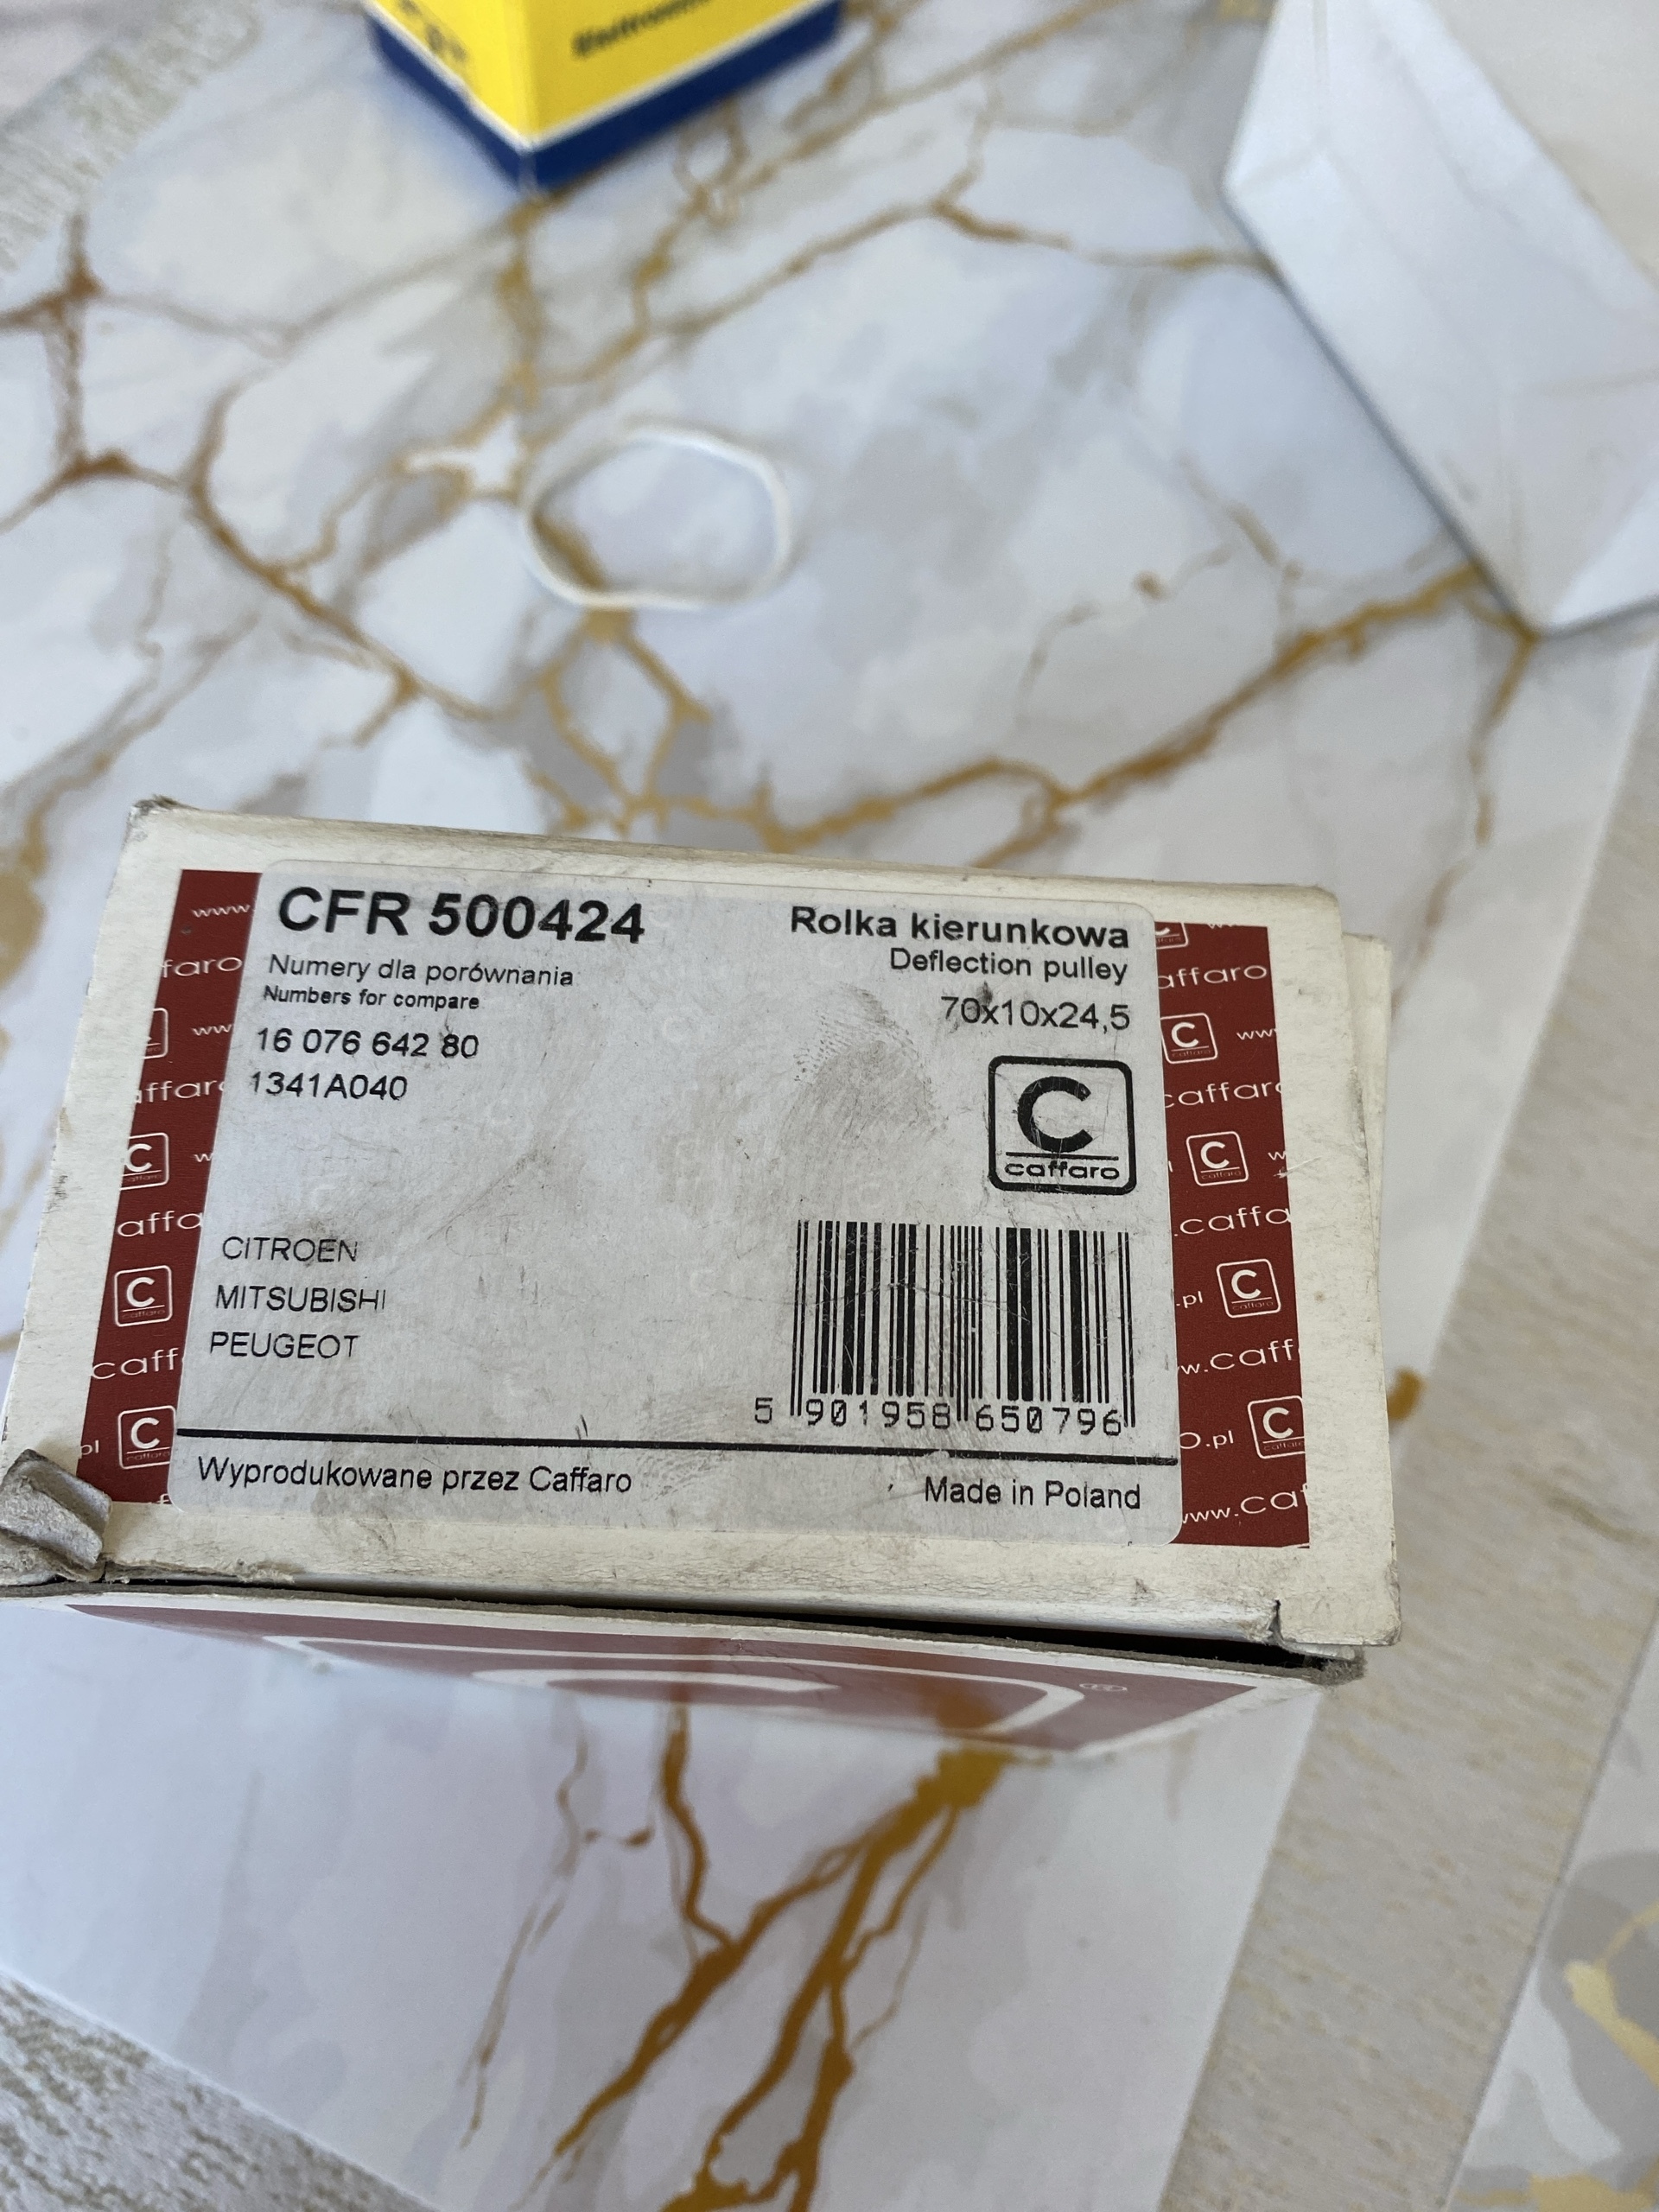 CFR 500424
Rolka kierunkowa
Deflection pulley
70x10x24,5
Numery dla porównania
Numbers for compare
16 076 642 80
1341A040
C
caffaro
CITROEN
MITSUBISHI
PEUGEOT
5 901958 650796
Wyprodukowane przez Caffaro
Made in Poland